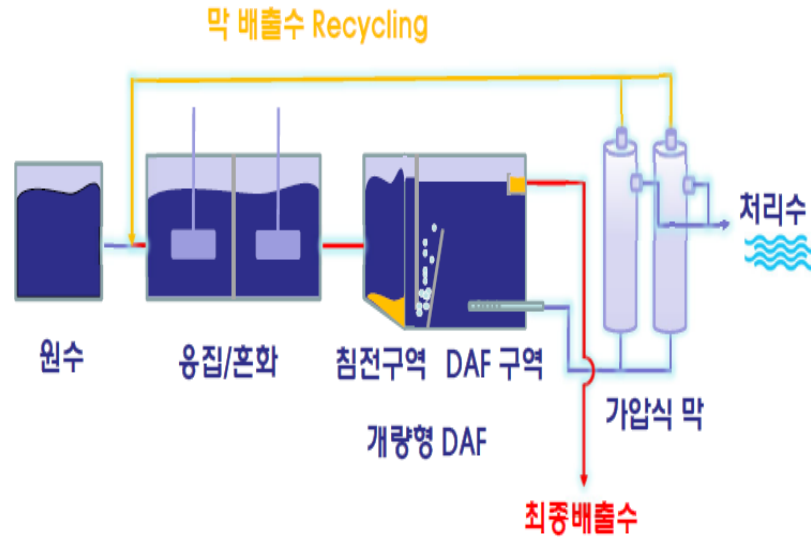 막 배출수 Recycling
처리수
원수
응집/혼화
침전구역 DAF 구역
가압식 막
개량형 DAF
최종배출수